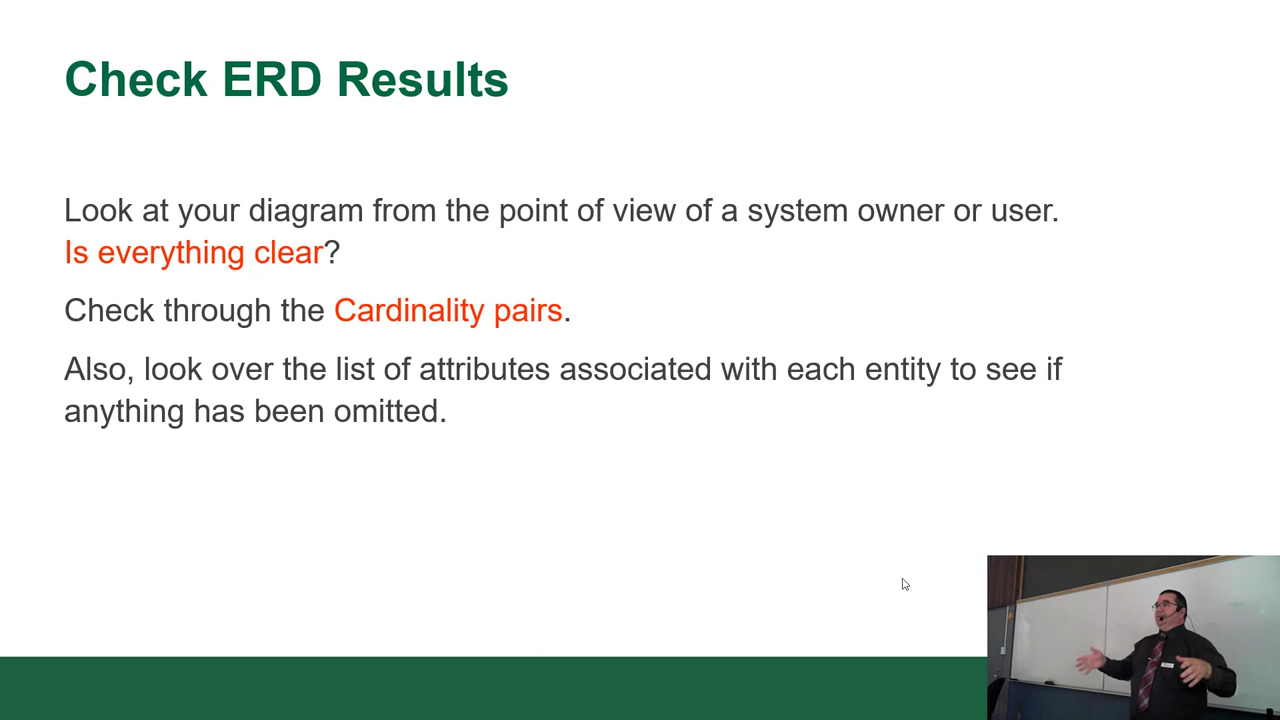 Check ERD Results
Look at your diagram from the point of view of a system owner or user.
Is everything clear?
Check through the Cardinality pairs.
Also, look over the list of attributes associated with each entity to see if
anything has been omitted.